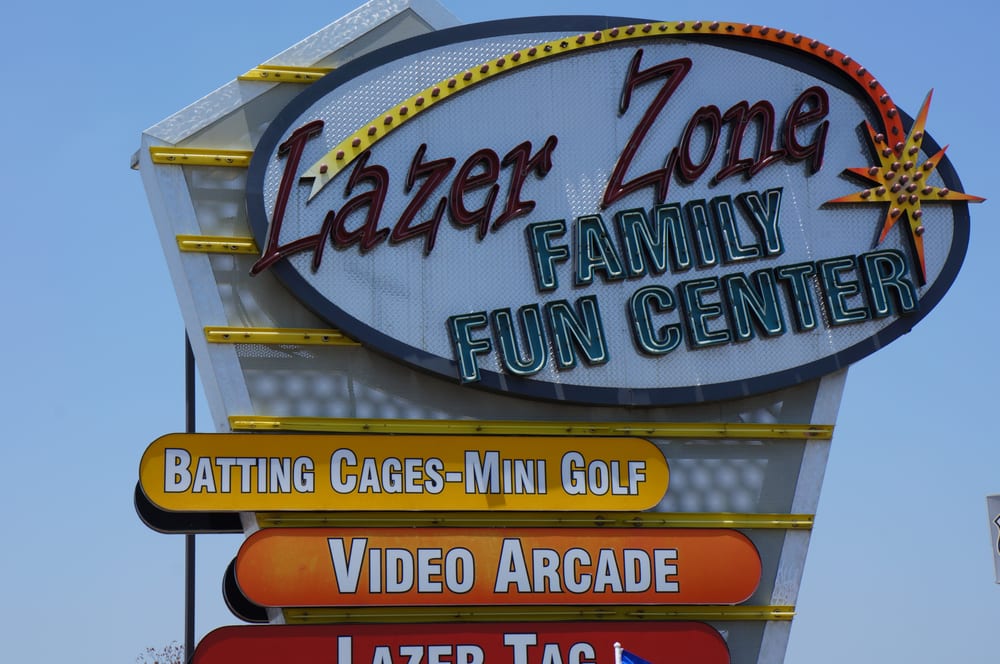 Lazer Zone
FAMILY
FUN CENTER
BATTING CAGES-MINI GOLF
VIDEO ARCADE
LAZER TAG